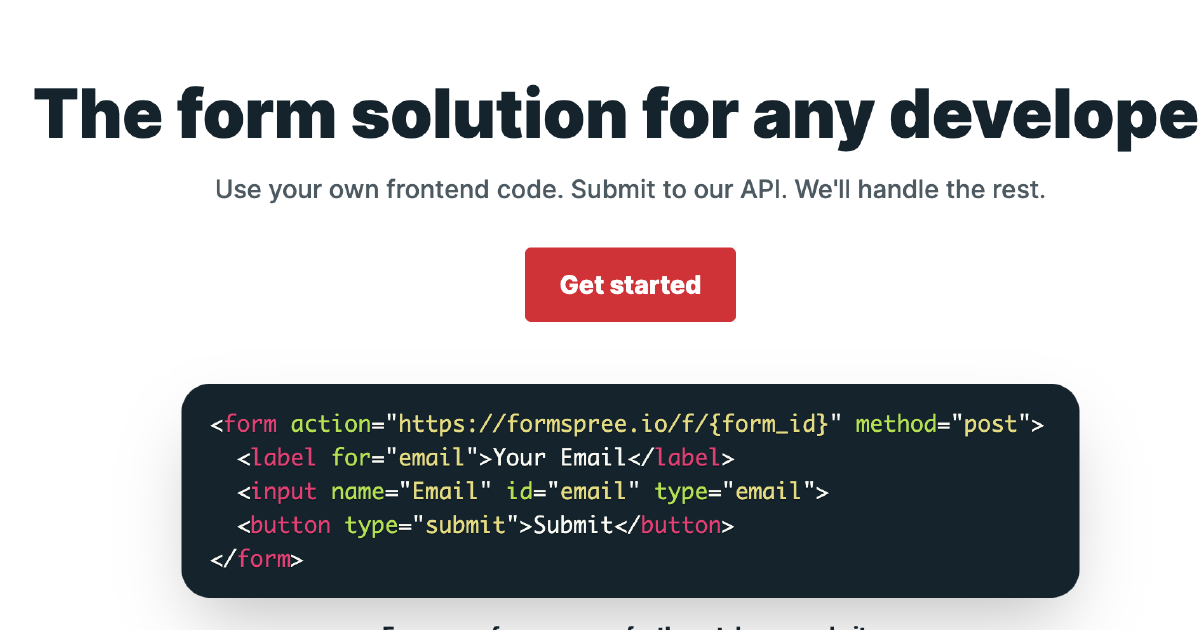 The form solution for any develope
Use your own frontend code. Submit to our API. We'll handle the rest.
Get started
<form action="https://formspree.io/f/{form_id}" method="post">
  <label for="email">Your Email</label>
  <input name="Email" id="email" type="email">
  <button type="submit">Submit</button>
</form>